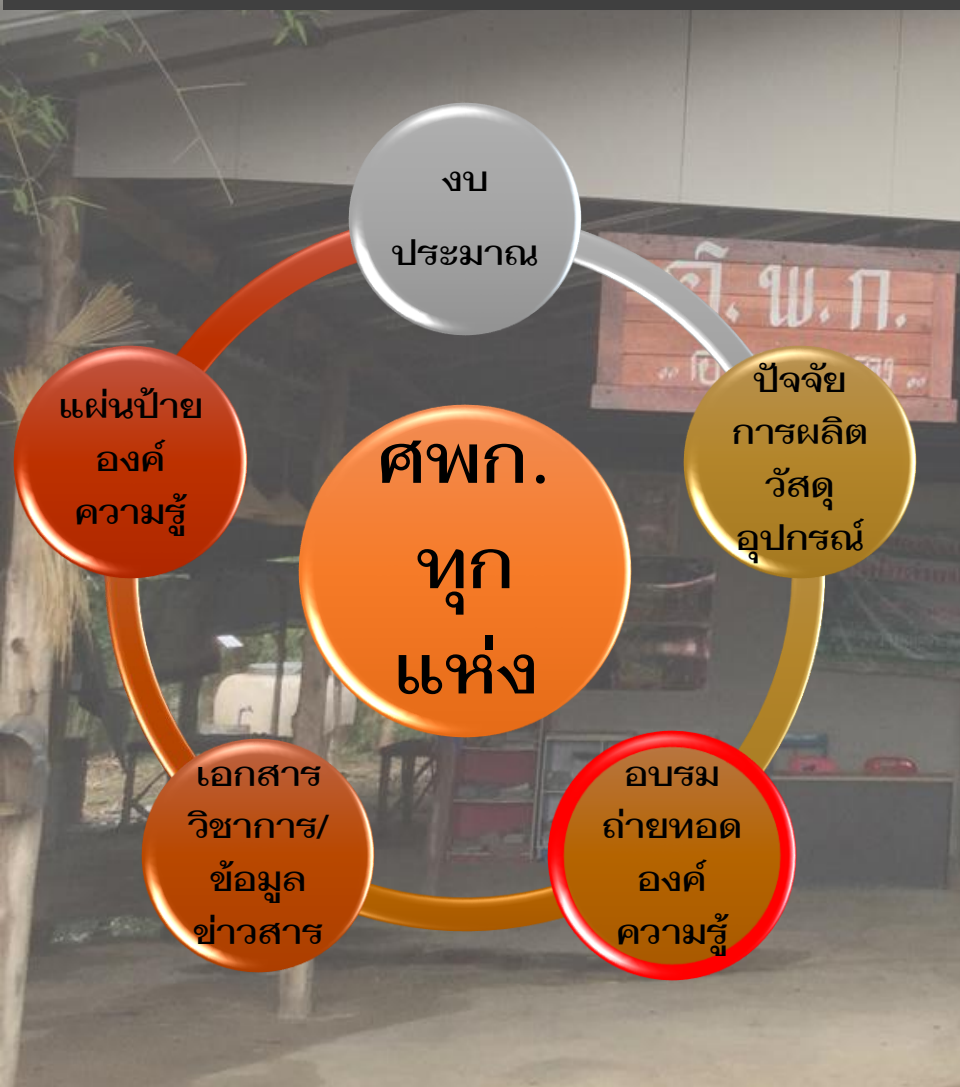 งบ
ประมาณ
ศ.พ.ก.
ปัจจัย
การผลิต
วัสดุ
อุปกรณ์
แผ่นป้าย
องค์
ความรู้
ศพก.
ทุก
แห่ง
อบรม
ถ่ายทอด
องค์
ความรู้
เอกสาร
วิชาการ/
ข้อมูล
ข่าวสาร